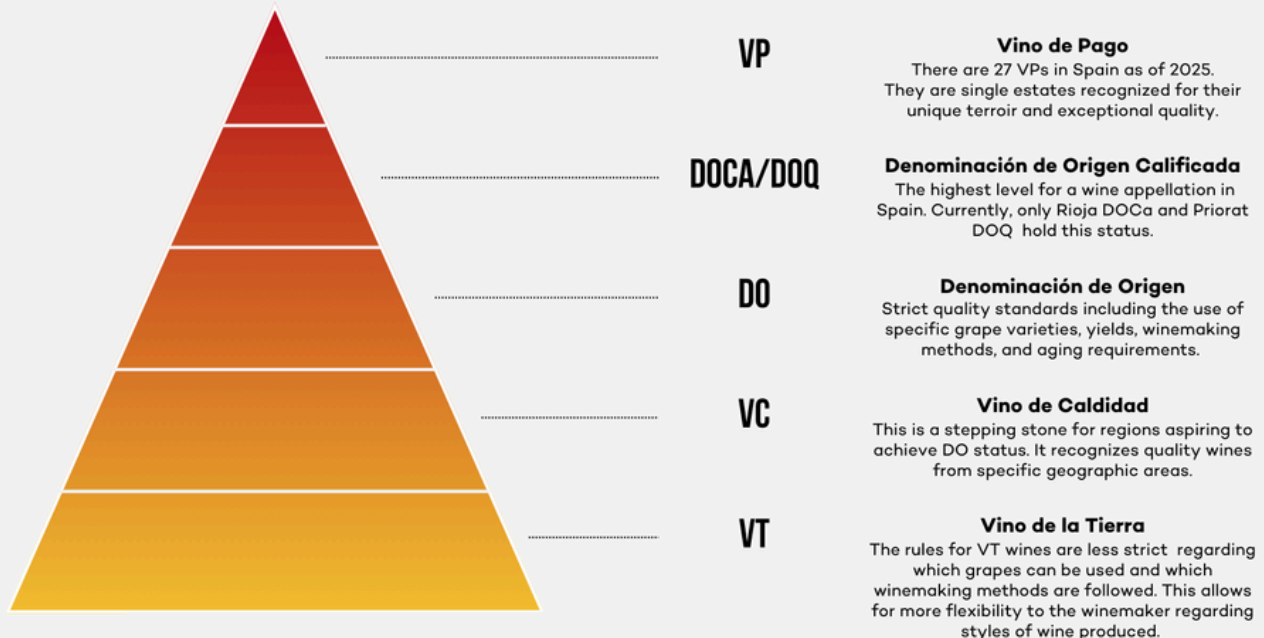 VP
Vino de Pago
There are 27 VPs in Spain as of 2025.
They are single estates recognized for their
unique terroir and exceptional quality.
DOCA/DOQ
Denominación de Origen Calificada
The highest level for a wine appellation in
Spain. Currently, only Rioja DOCa and Priorat
DOQ hold this status.
DO
Denominación de Origen
Strict quality standards including the use of
specific grape varieties, yields, winemaking
methods, and aging requirements.
VC
Vino de Caldidad
This is a stepping stone for regions aspiring to
achieve DO status. It recognizes quality wines
from specific geographic areas.
VT
Vino de la Tierra
The rules for VT wines are less strict regarding
which grapes can be used and which
winemaking methods are followed. This allows
for more flexibility to the winemaker regarding
styles of wine produced.